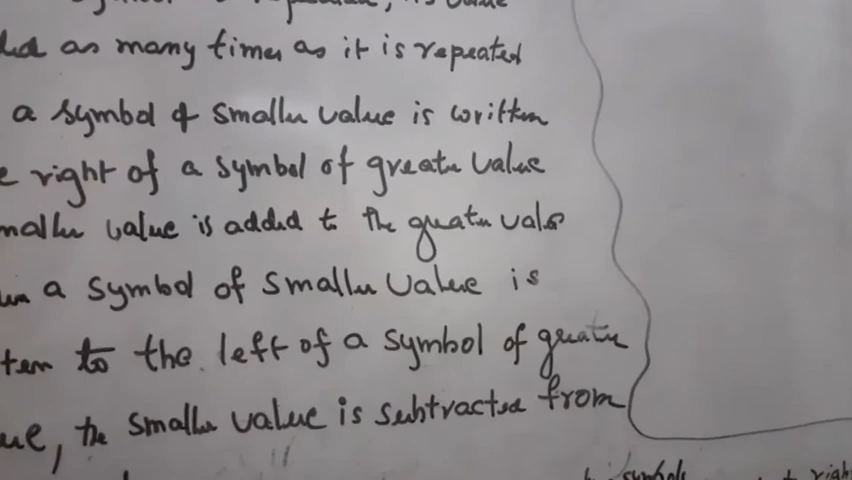 as many times as it is repeated
a symbol of smaller value is written
right of a symbol of greater value
value is added to the greater value
a symbol of smaller value is
to the left of a symbol of greater
, the smaller value is subtracted from
symbols right